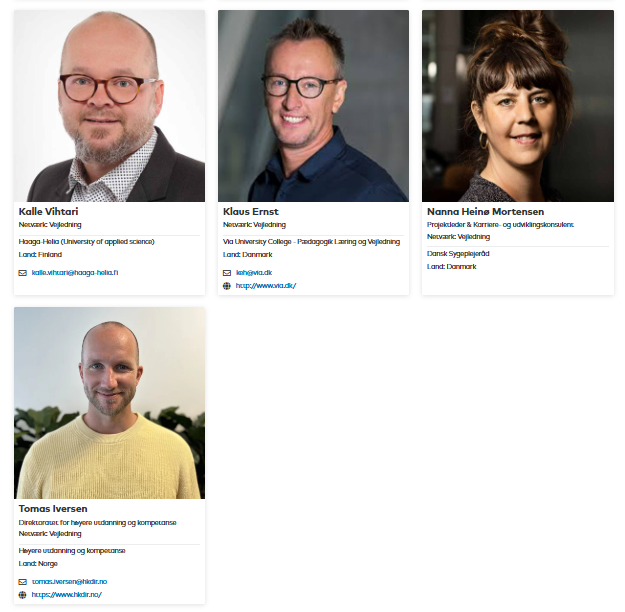 Kalle Vihtari
Netværk: Vejledning
Haaga-Helia (University of applied science)
Land: Finland
kalle.vihtari@haaga-helia.fi
Klaus Ernst
Netværk: Vejledning
Via University College - Pædagogik Læring og Vejledning
Land: Danmark
keh@via.dk
http://www.via.dk/
Nanna Heinø Mortensen
Projektleder & Karriere- og udviklingskonsulent
Netværk: Vejledning
Dansk Sygeplejeråd
Land: Danmark
Tomas Iversen
Direktoratet for høyere utdanning og kompetanse
Netværk: Vejledning
Høyere utdanning og kompetanse
Land: Norge
tomas.iversen@hkdir.no
https://www.hkdir.no/